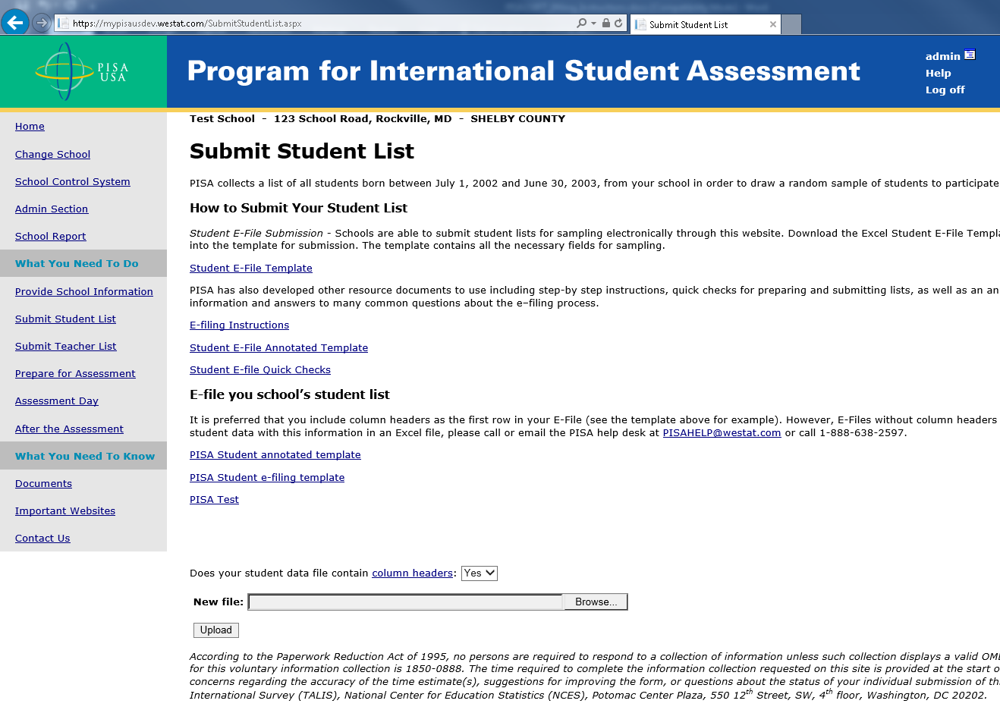 https://mypisausdev.westat.com/SubmitStudentList.aspx
Submit Student List
PISA
USA
Program for International Student Assessment
admin
Help
Log off
Home
Change School
School Control System
Admin Section
School Report
What You Need To Do
Provide School Information
Submit Student List
Submit Teacher List
Prepare for Assessment
Assessment Day
After the Assessment
What You Need To Know
Documents
Important Websites
Contact Us
Test School - 123 School Road, Rockville, MD - SHELBY COUNTY
Submit Student List
PISA collects a list of all students born between July 1, 2002 and June 30, 2003, from your school in order to draw a random sample of students to participate
How to Submit Your Student List
Student E-File Submission - Schools are able to submit student lists for sampling electronically through this website. Download the Excel Student E-File Templa
into the template for submission. The template contains all the necessary fields for sampling.
Student E-File Template
PISA has also developed other resource documents to use including step-by step instructions, quick checks for preparing and submitting lists, as well as an an
information and answers to many common questions about the e–filing process.
E-filing Instructions
Student E-File Annotated Template
Student E-file Quick Checks
E-file you school’s student list
It is preferred that you include column headers as the first row in your E-File (see the template above for example). However, E-Files without column headers
student data with this information in an Excel file, please call or email the PISA help desk at PISAHELP@westat.com or call 1-888-638-2597.
PISA Student annotated template
PISA Student e-filing template
PISA Test
Does your student data file contain column headers: Yes
New file: Browse...
Upload
According to the Paperwork Reduction Act of 1995, no persons are required to respond to a collection of information unless such collection displays a valid OMB
for this voluntary information collection is 1850-0888. The time required to complete the information collection requested on this site is provided at the start o
concerns regarding the accuracy of the time estimate(s), suggestions for improving the form, or questions about the status of your individual submission of th
International Survey (TALIS), National Center for Education Statistics (NCES), Potomac Center Plaza, 550 12th Street, SW, 4th floor, Washington, DC 20202.